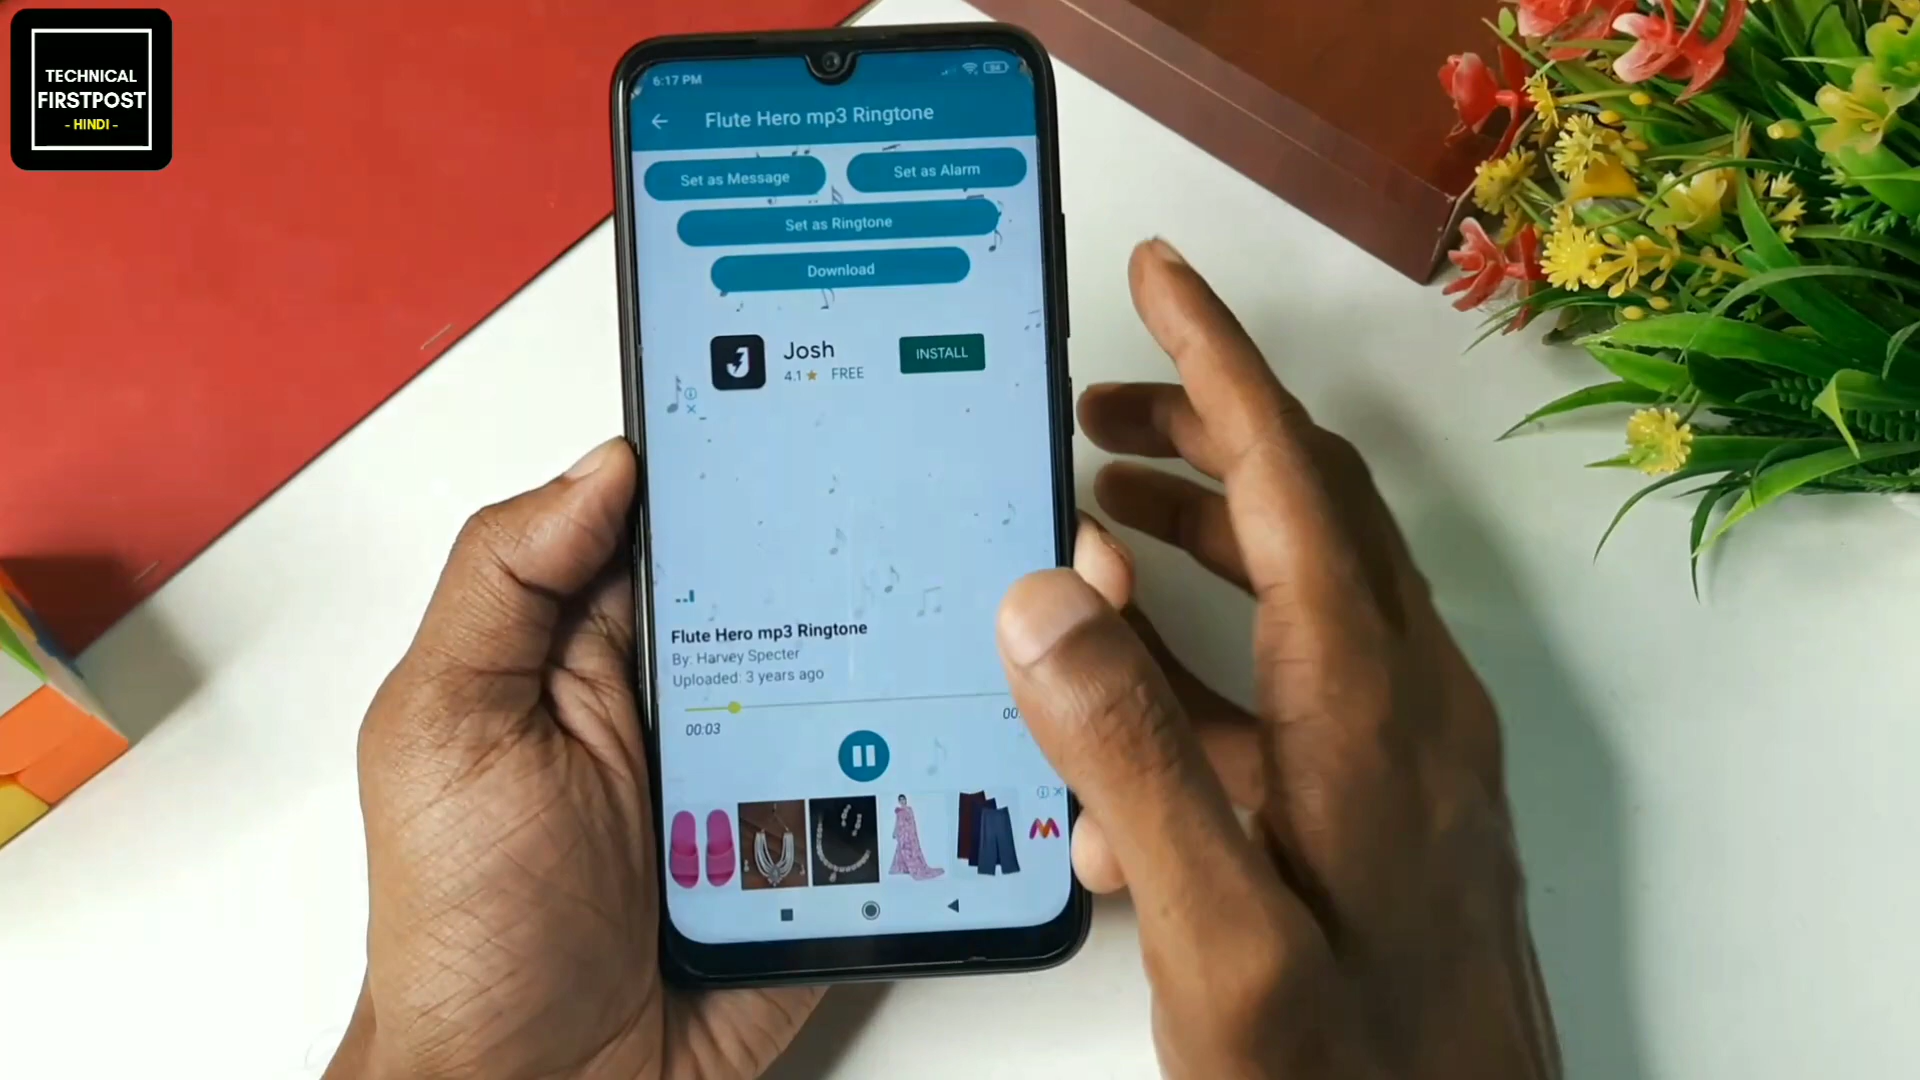 TECHNICAL
FIRSTPOST
- HINDI -
6:17 PM
Flute Hero mp3 Ringtone
Set as Message
Set as Alarm
Set as Ringtone
Download
Josh
4.1★ FREE
INSTALL
Flute Hero mp3 Ringtone
By: Harvey Specter
Uploaded: 3 years ago
00:03
00: